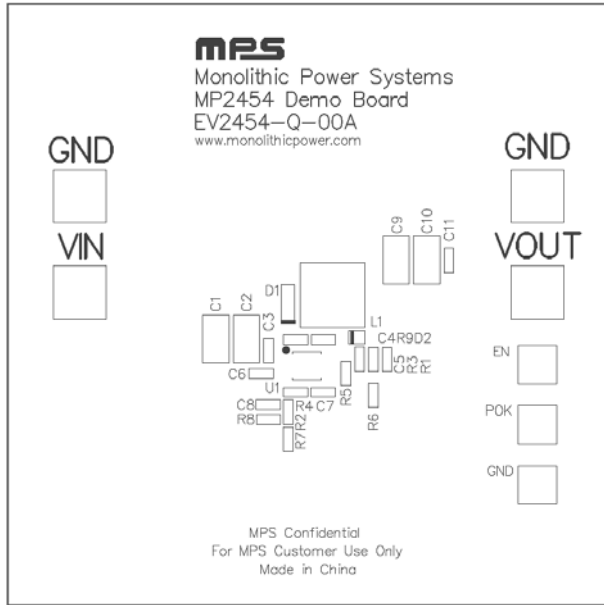 MPS
Monolithic Power Systems
MP2454 Demo Board
EV2454-Q-00A
www.monolithicpower.com
GND
GND
VIN
VOUT
C9
C10
C11
D1
L1
C1
C2
C3
C4R9D2
C6
C5
R3
R1
U1
R5
C8
R4
C7
R8
R2
R7
R6
EN
POK
GND
MPS Confidential
For MPS Customer Use Only
Made in China